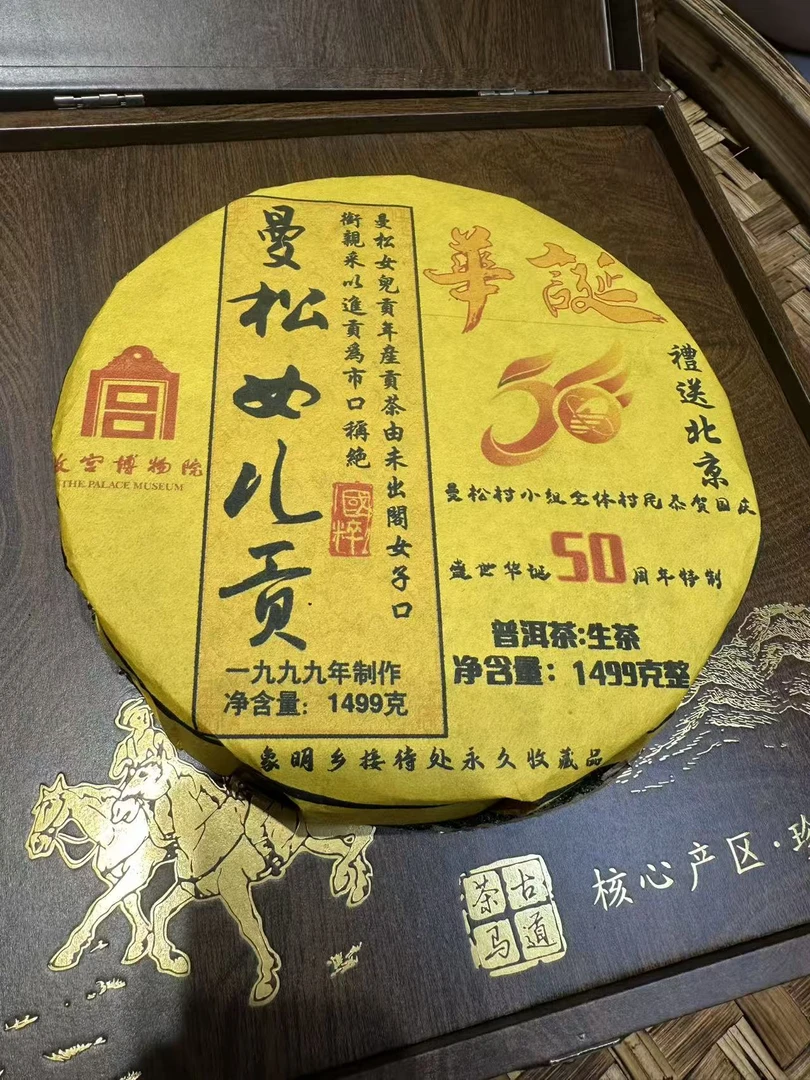 曼松女儿贡
曼松女兒貢年産貢茶由未出閣女子口
銜親采以進貢爲市口稱絶
國粹
一九九九年制作
净含量：1499克
宫
故宫博物院
THE PALACE MUSEUM
華誕
50
禮送北京
曼松村小组全体村民恭贺国庆
盛世华诞50周年特制
普洱茶:生茶
净含量：1499克整
象明乡接待处永久收藏品
茶马古道
核心产区·珍